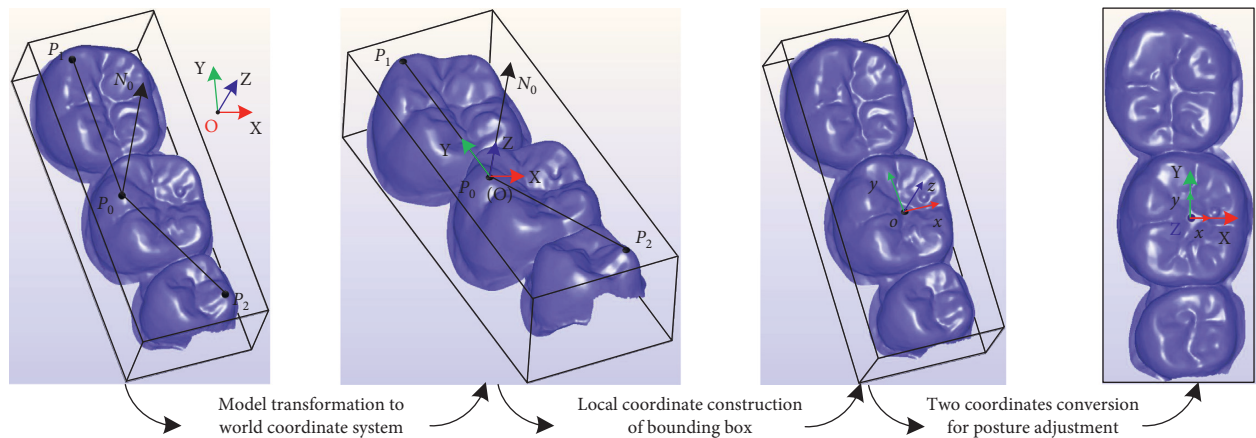 P1
N0
Y
Z
O
X
P0
P2
P1
N0
Y
Z
X
P0
(O)
P2
y
z
o
x
Y
y
Z
x
X
Model transformation to
world coordinate system
Local coordinate construction
of bounding box
Two coordinates conversion
for posture adjustment